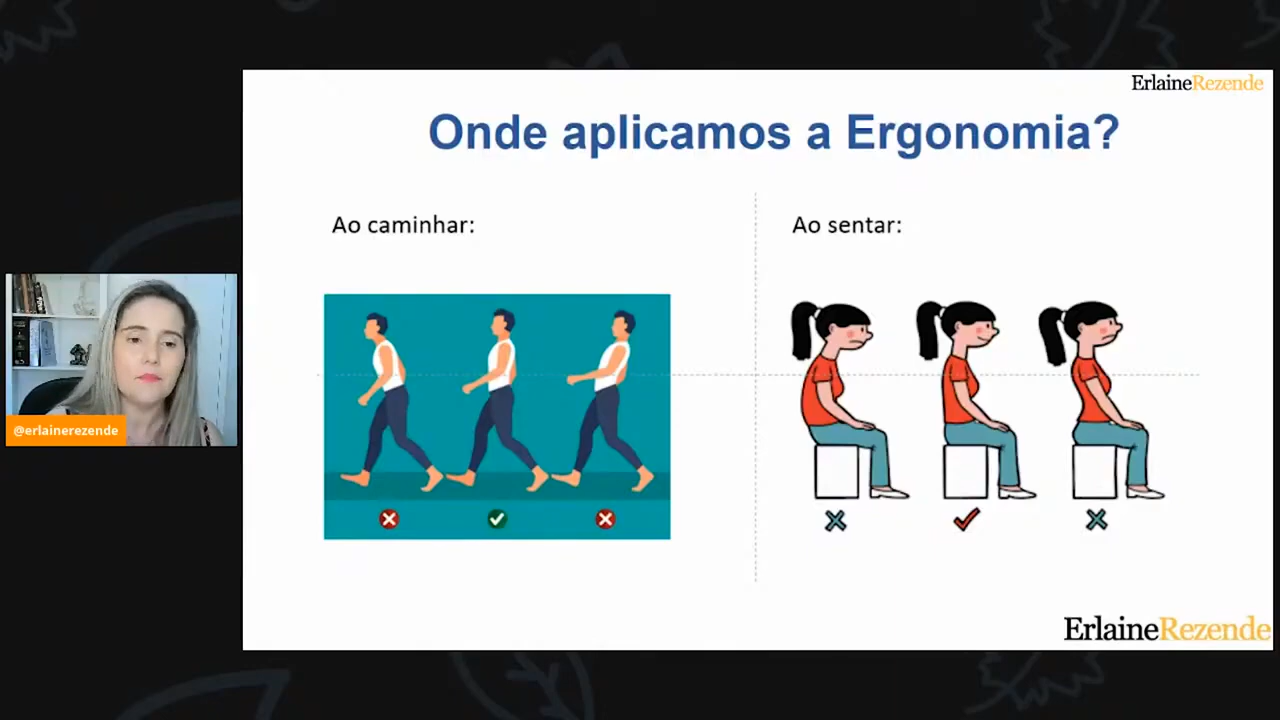 ErlaineRezende
Onde aplicamos a Ergonomia?
Ao caminhar:
Ao sentar:
@erlainerezende
ErlaineRezende